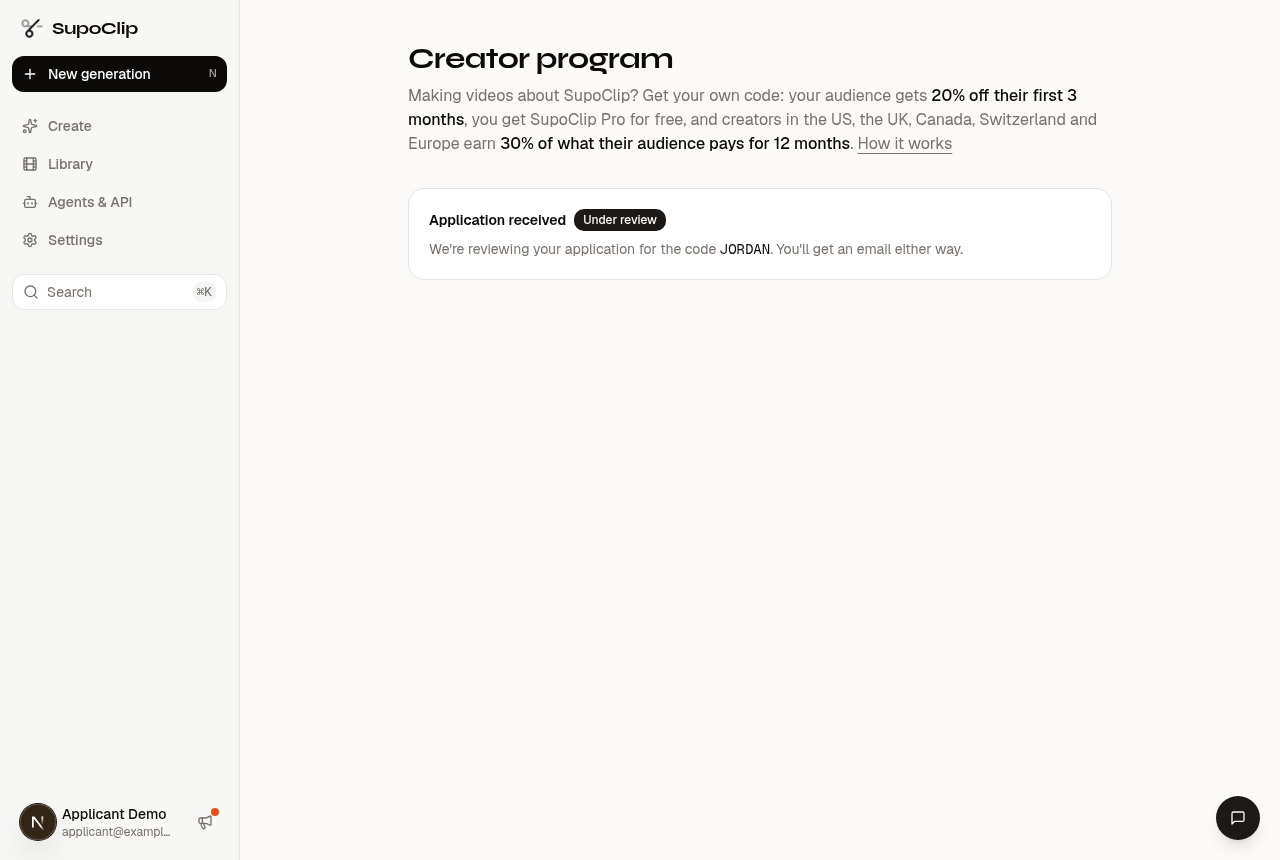 SupoClip
New generation N
Create
Library
Agents & API
Settings
Search ⌘K
Creator program
Making videos about SupoClip? Get your own code: your audience gets 20% off their first 3
months, you get SupoClip Pro for free, and creators in the US, the UK, Canada, Switzerland and
Europe earn 30% of what their audience pays for 12 months. How it works
Application received Under review
We're reviewing your application for the code JORDAN. You'll get an email either way.
N
Applicant Demo
applicant@exampl...